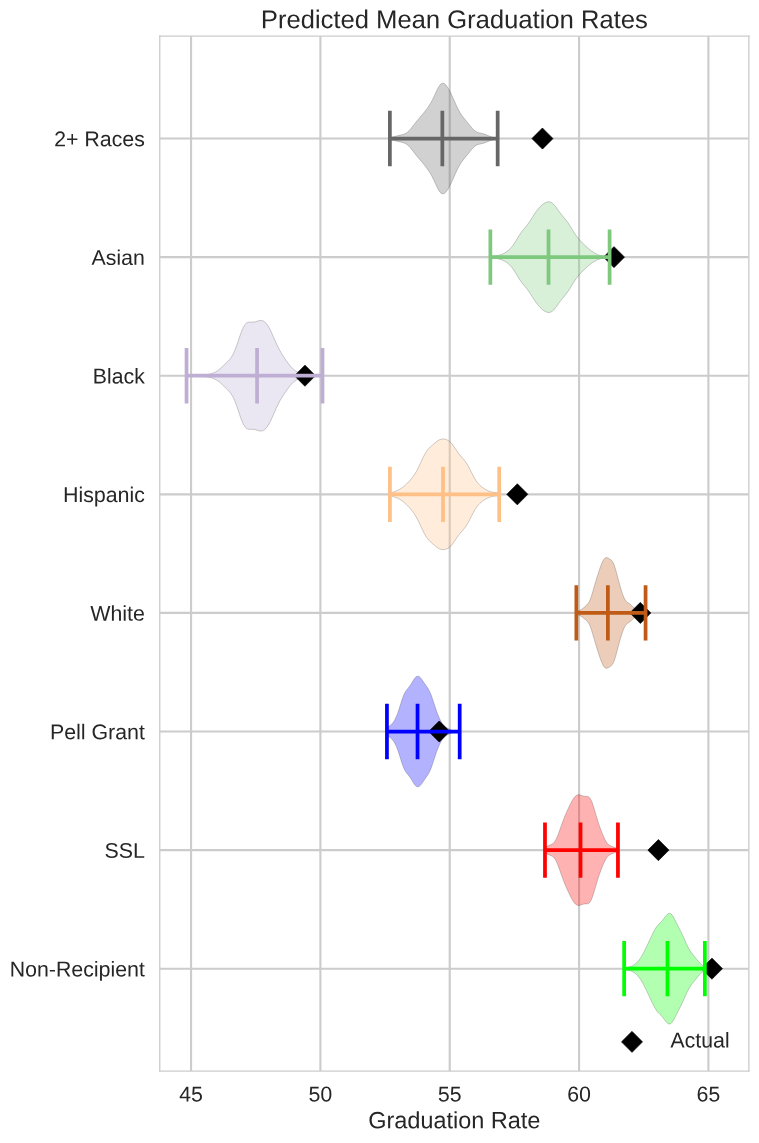 Predicted Mean Graduation Rates
2+ Races
Asian
Black
Hispanic
White
Pell Grant
SSL
Non-Recipient
Actual
45 50 55 60 65
Graduation Rate